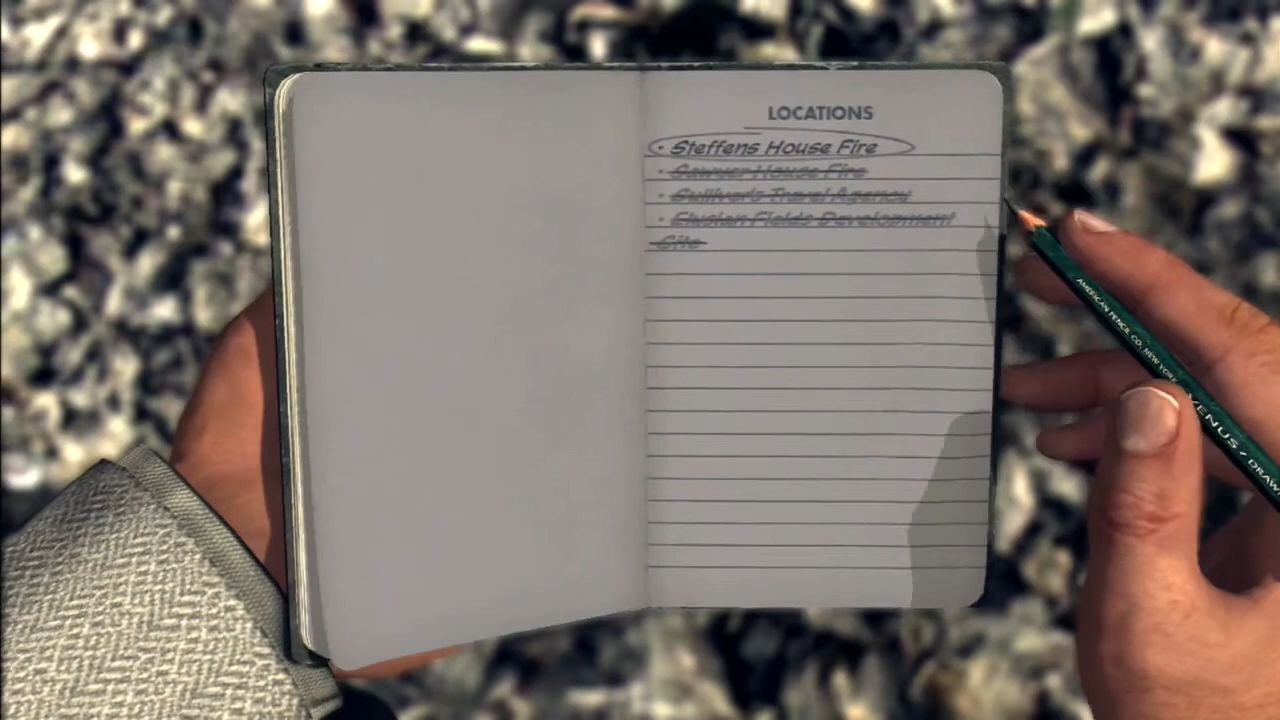 LOCATIONS
· Steffens House Fire
· Sawyer House Fire
· Gulliver's Travel Agency
· Elysian Fields Development
Site
AMERICAN PENCIL CO. NEW YORK VENUS / DRAW